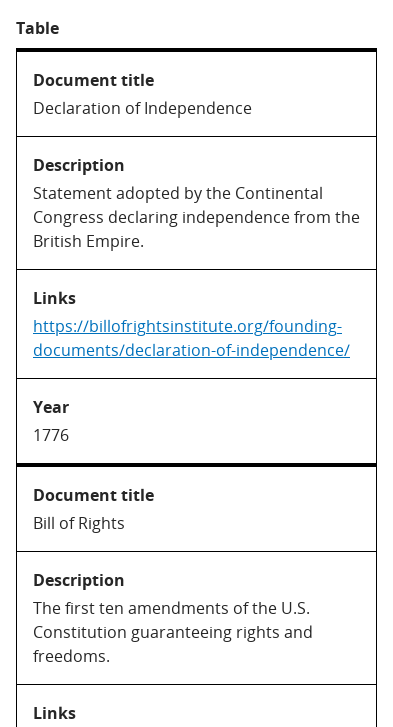 Table
Document title
Declaration of Independence
Description
Statement adopted by the Continental
Congress declaring independence from the
British Empire.
Links
https://billofrightsinstitute.org/founding-
documents/declaration-of-independence/
Year
1776
Document title
Bill of Rights
Description
The first ten amendments of the U.S.
Constitution guaranteeing rights and
freedoms.
Links